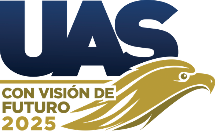 UAS
CON VISIÓN DE
FUTURO
2025